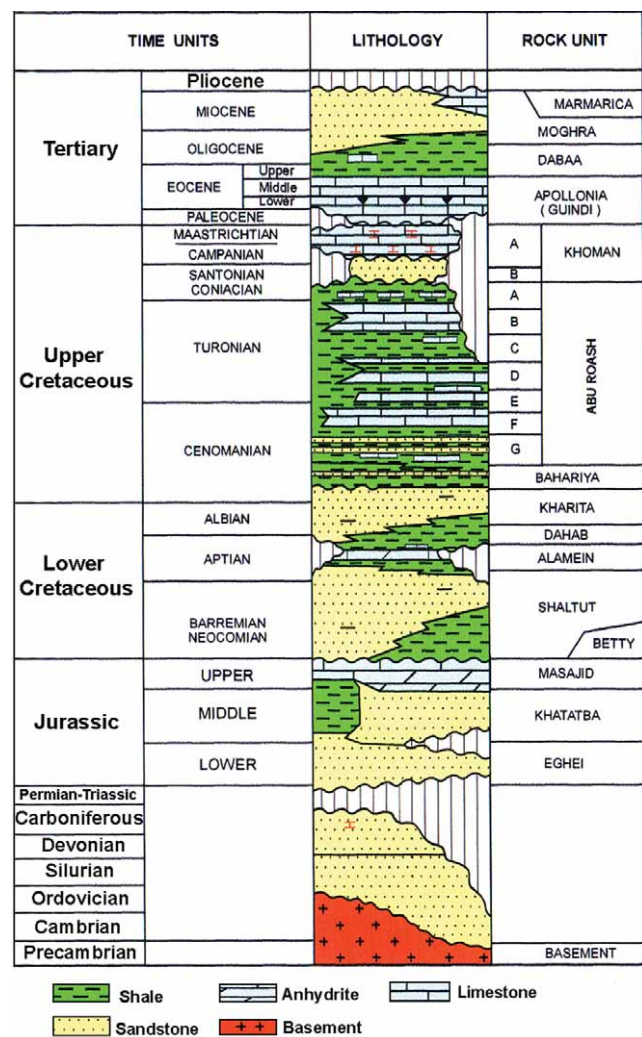 TIME UNITS LITHOLOGY ROCK UNIT
Pliocene
Tertiary
MIOCENE
OLIGOCENE
EOCENE
Upper
Middle
Lower
PALEOCENE
MARMARICA
MOGHRA
DABAA
APOLLONIA
( GUINDI )
Upper
Cretaceous
MAASTRICHTIAN
CAMPANIAN
SANTONIAN
CONIACIAN
TURONIAN
CENOMANIAN
A
B
KHOMAN
A
B
C
D
E
F
G
ABU ROASH
BAHARIYA
Lower
Cretaceous
ALBIAN
APTIAN
BARREMIAN
NEOCOMIAN
KHARITA
DAHAB
ALAMEIN
SHALTUT
BETTY
Jurassic
UPPER
MIDDLE
LOWER
MASAJID
KHATATBA
EGHEI
Permian-Triassic
Carboniferous
Devonian
Silurian
Ordovician
Cambrian
Precambrian
BASEMENT
Shale Anhydrite Limestone
Sandstone Basement